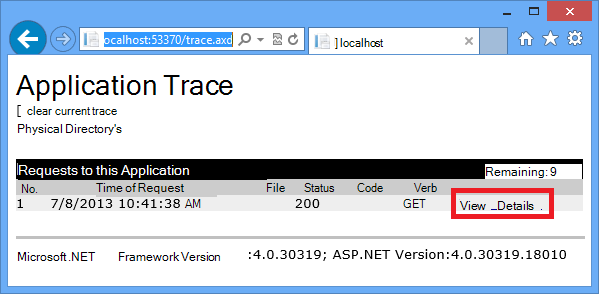 ocalhost:53370/trace.axd
] localhost
Application Trace
[ clear current trace
Physical Directory's
Requests to this Application Remaining: 9
No. Time of Request File Status Code Verb
1 7/8/2013 10:41:38 AM 200 GET View _Details .
Microsoft.NET Framework Version :4.0.30319; ASP.NET Version:4.0.30319.18010